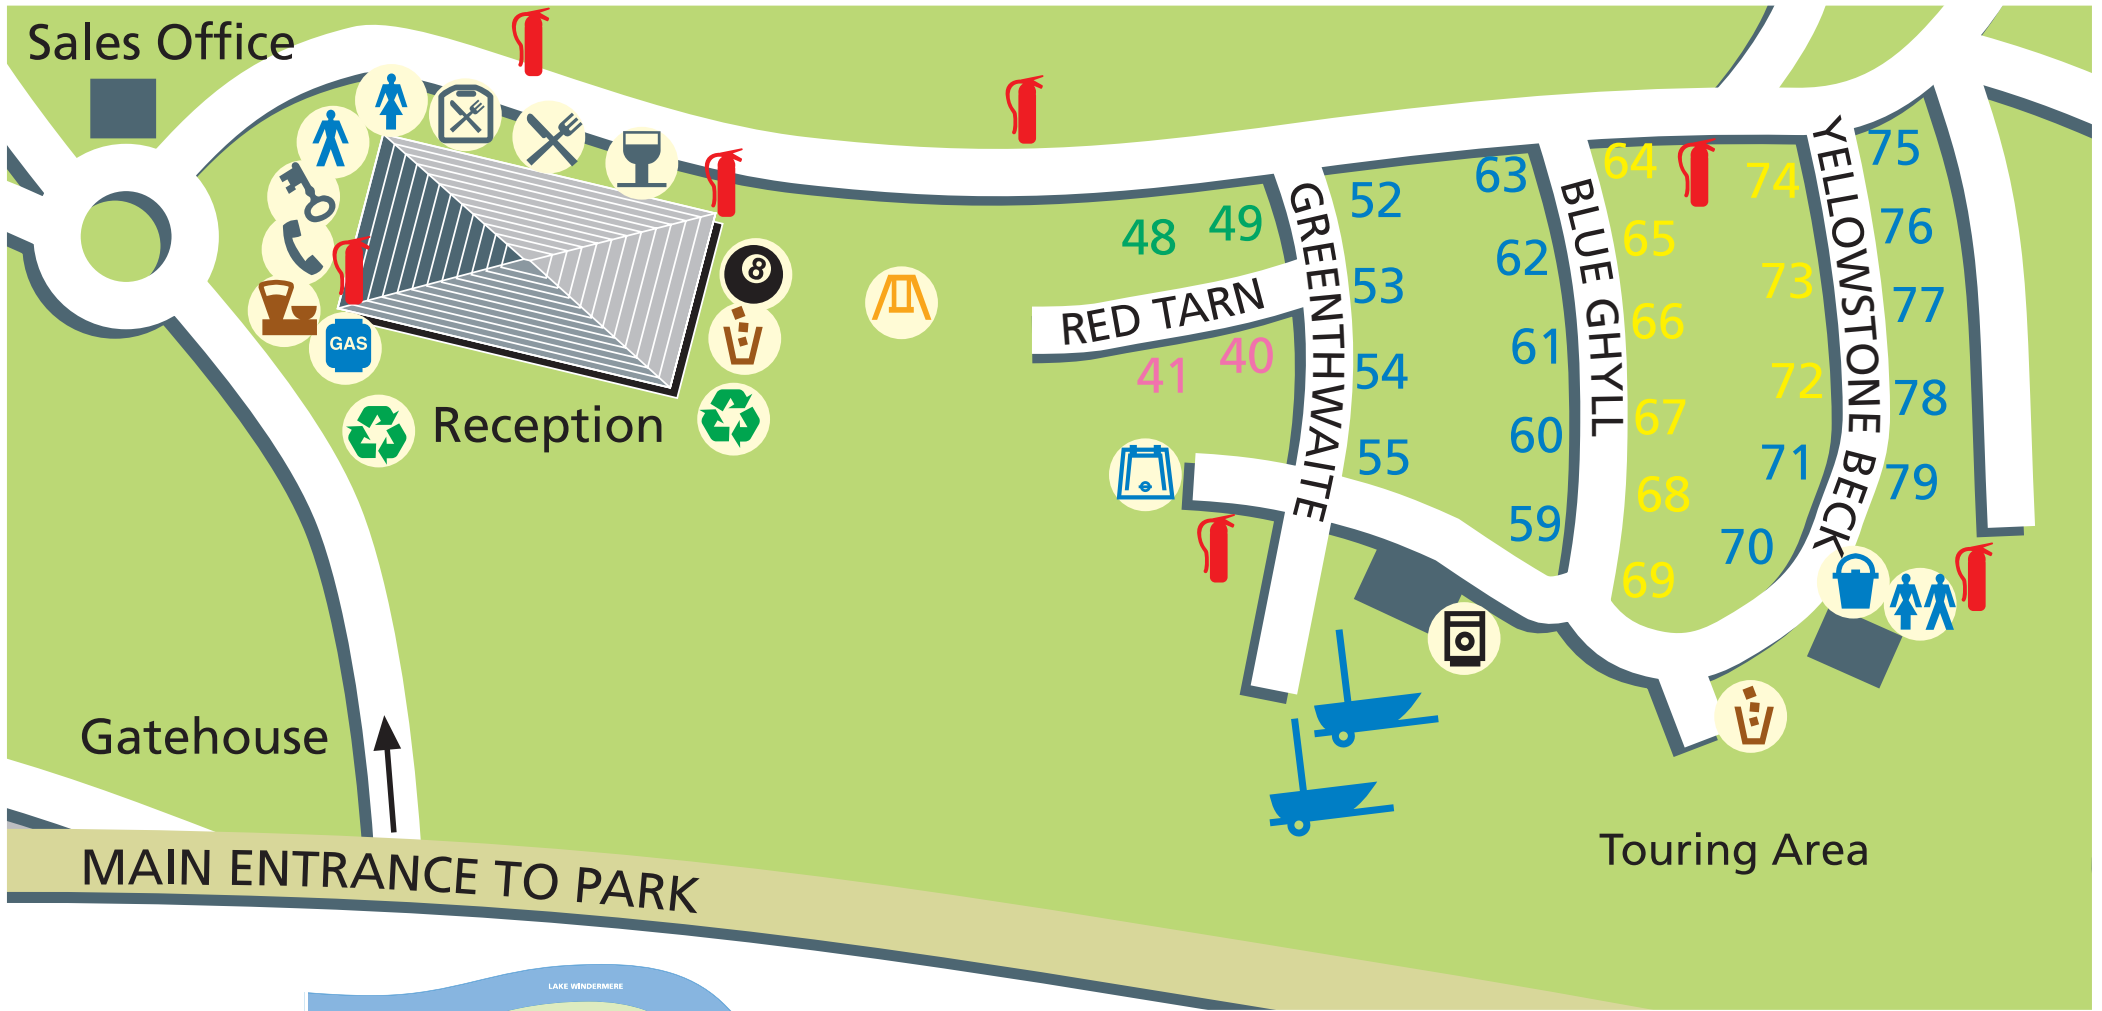 Sales Office
GAS
8
Reception
Gatehouse
MAIN ENTRANCE TO PARK
LAKE WINDERMERE
48
49
RED TARN
41
40
GREENTHWAITE
52
53
54
55
63
62
61
60
59
BLUE GHYLL
64
65
66
67
68
69
74
73
72
71
70
YELLOWSTONE BECK
75
76
77
78
79
Touring Area